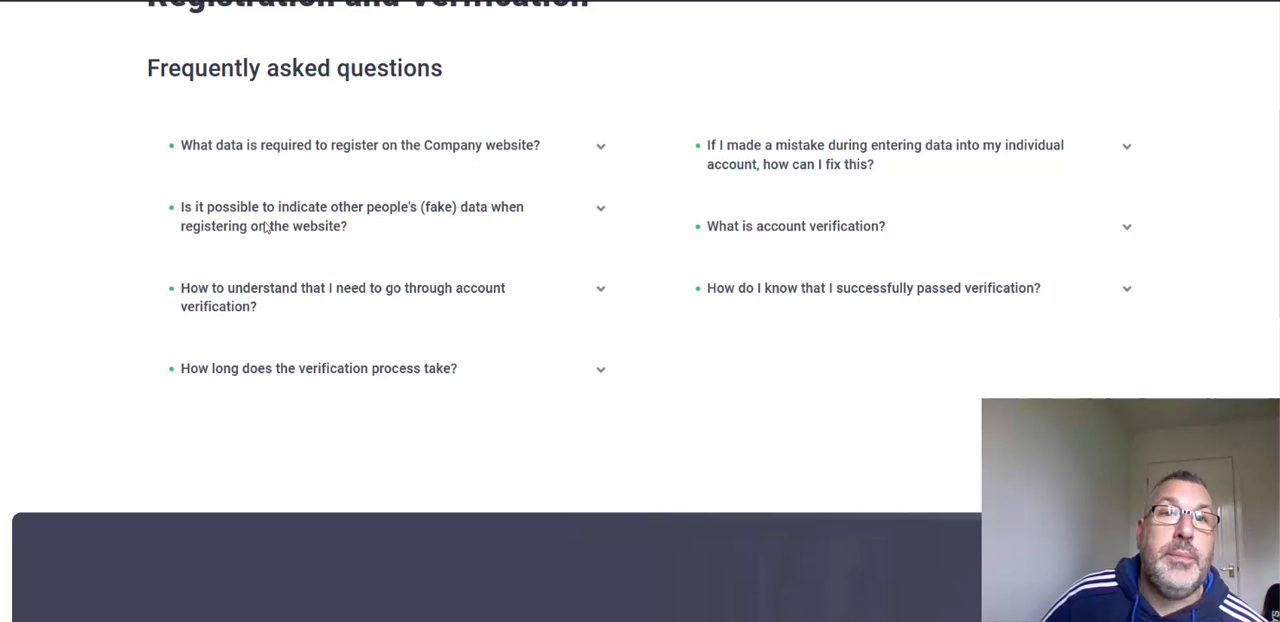 Registration and Verification
Frequently asked questions
What data is required to register on the Company website?
Is it possible to indicate other people's (fake) data when
registering on the website?
How to understand that I need to go through account
verification?
How long does the verification process take?
If I made a mistake during entering data into my individual
account, how can I fix this?
What is account verification?
How do I know that I successfully passed verification?